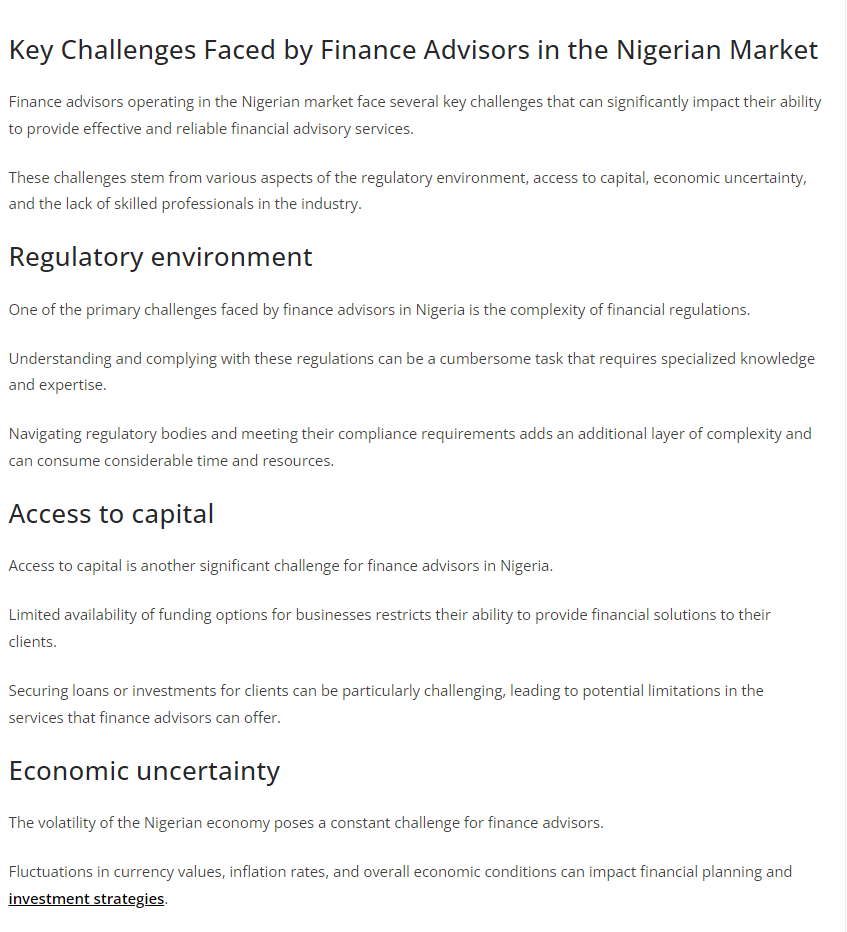 Key Challenges Faced by Finance Advisors in the Nigerian Market
Finance advisors operating in the Nigerian market face several key challenges that can significantly impact their ability
to provide effective and reliable financial advisory services.
These challenges stem from various aspects of the regulatory environment, access to capital, economic uncertainty,
and the lack of skilled professionals in the industry.
Regulatory environment
One of the primary challenges faced by finance advisors in Nigeria is the complexity of financial regulations.
Understanding and complying with these regulations can be a cumbersome task that requires specialized knowledge
and expertise.
Navigating regulatory bodies and meeting their compliance requirements adds an additional layer of complexity and
can consume considerable time and resources.
Access to capital
Access to capital is another significant challenge for finance advisors in Nigeria.
Limited availability of funding options for businesses restricts their ability to provide financial solutions to their
clients.
Securing loans or investments for clients can be particularly challenging, leading to potential limitations in the
services that finance advisors can offer.
Economic uncertainty
The volatility of the Nigerian economy poses a constant challenge for finance advisors.
Fluctuations in currency values, inflation rates, and overall economic conditions can impact financial planning and
investment strategies.